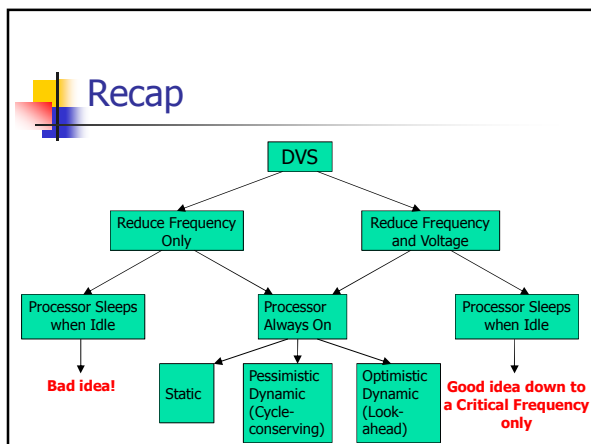 Recap
DVS
Reduce Frequency
Only
Reduce Frequency
and Voltage
Processor Sleeps
when Idle
Processor
Always On
Processor Sleeps
when Idle
Bad idea!
Static
Pessimistic
Dynamic
(Cycle-
conserving)
Optimistic
Dynamic
(Look-
ahead)
Good idea down to
a Critical Frequency
only